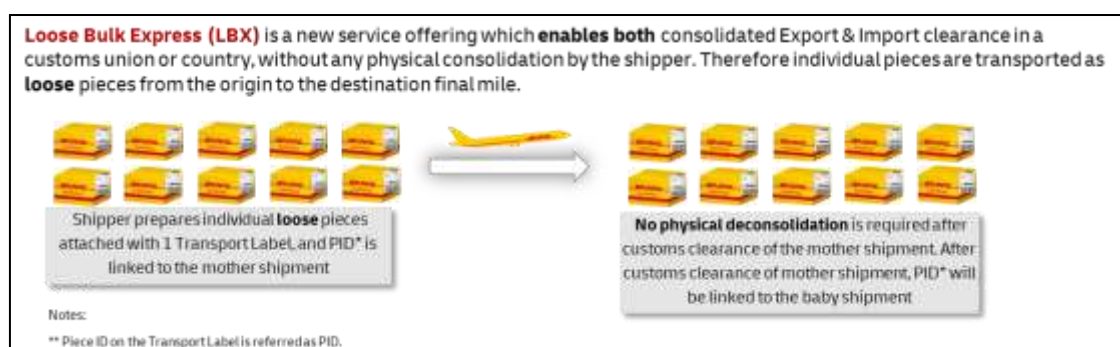 Loose Bulk Express (LBX) is a new service offering which enables both consolidated Export & Import clearance in a
customs union or country, without any physical consolidation by the shipper. Therefore individual pieces are transported as
loose pieces from the origin to the destination final mile.
Shipper prepares individual loose pieces
attached with 1 Transport Label, and PID* is
linked to the mother shipment
No physical deconsolidation is required after
customs clearance of the mother shipment. After
customs clearance of mother shipment, PID* will
be linked to the baby shipment
Notes:
** Piece ID on the Transport Label is referred as PID.